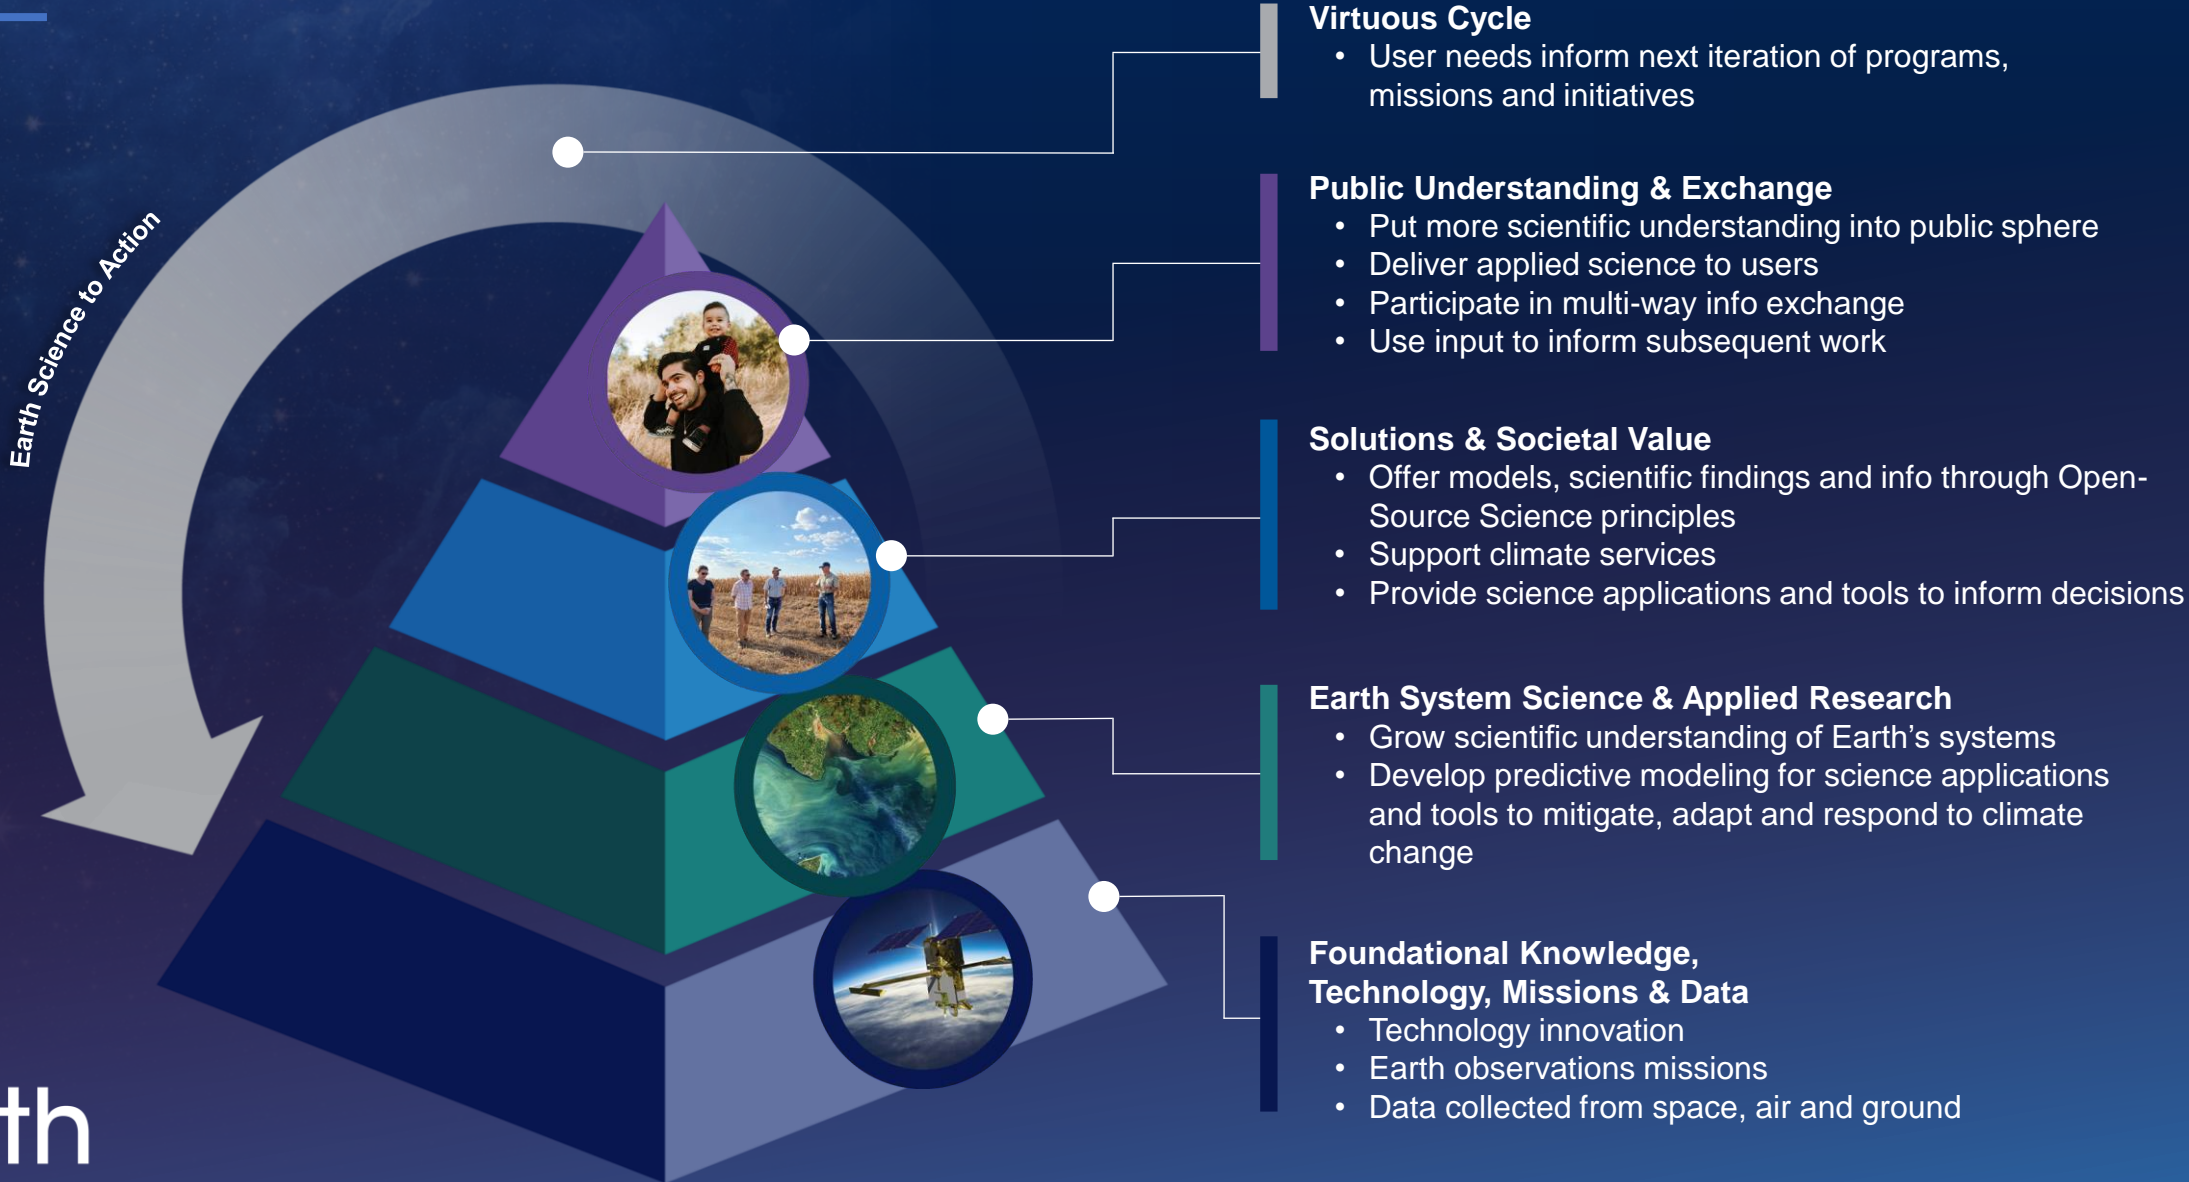 Virtuous Cycle
• User needs inform next iteration of programs,
missions and initiatives
Earth Science to Action
Public Understanding & Exchange
• Put more scientific understanding into public sphere
• Deliver applied science to users
• Participate in multi-way info exchange
• Use input to inform subsequent work
Solutions & Societal Value
• Offer models, scientific findings and info through Open-
Source Science principles
• Support climate services
• Provide science applications and tools to inform decisions
Earth System Science & Applied Research
• Grow scientific understanding of Earth’s systems
• Develop predictive modeling for science applications
and tools to mitigate, adapt and respond to climate
change
Foundational Knowledge,
Technology, Missions & Data
• Technology innovation
• Earth observations missions
• Data collected from space, air and ground
th